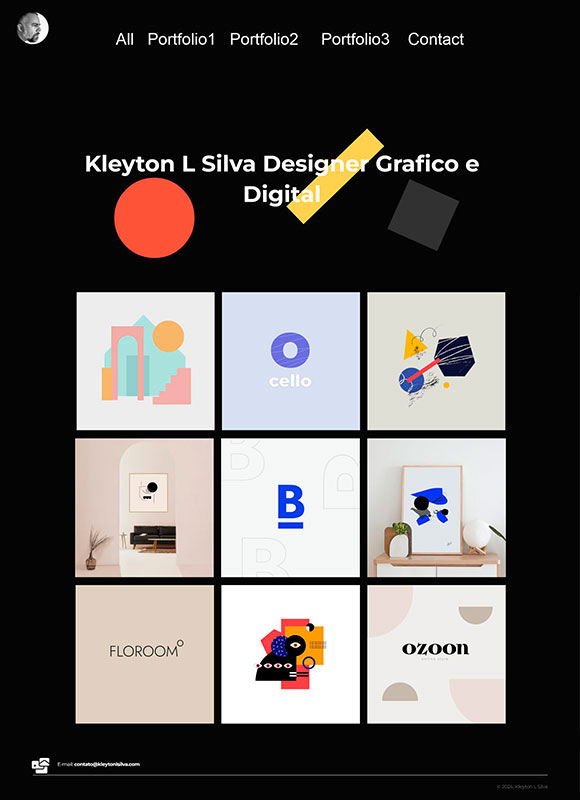 All Portfolio1 Portfolio2 Portfolio3 Contact
Kleyton L Silva Designer Grafico e
Digital
cello
B
FLOROOM
ozoon
E-mail: contato@kleytonlsilva.com
© 2024 Kleyton L Silva